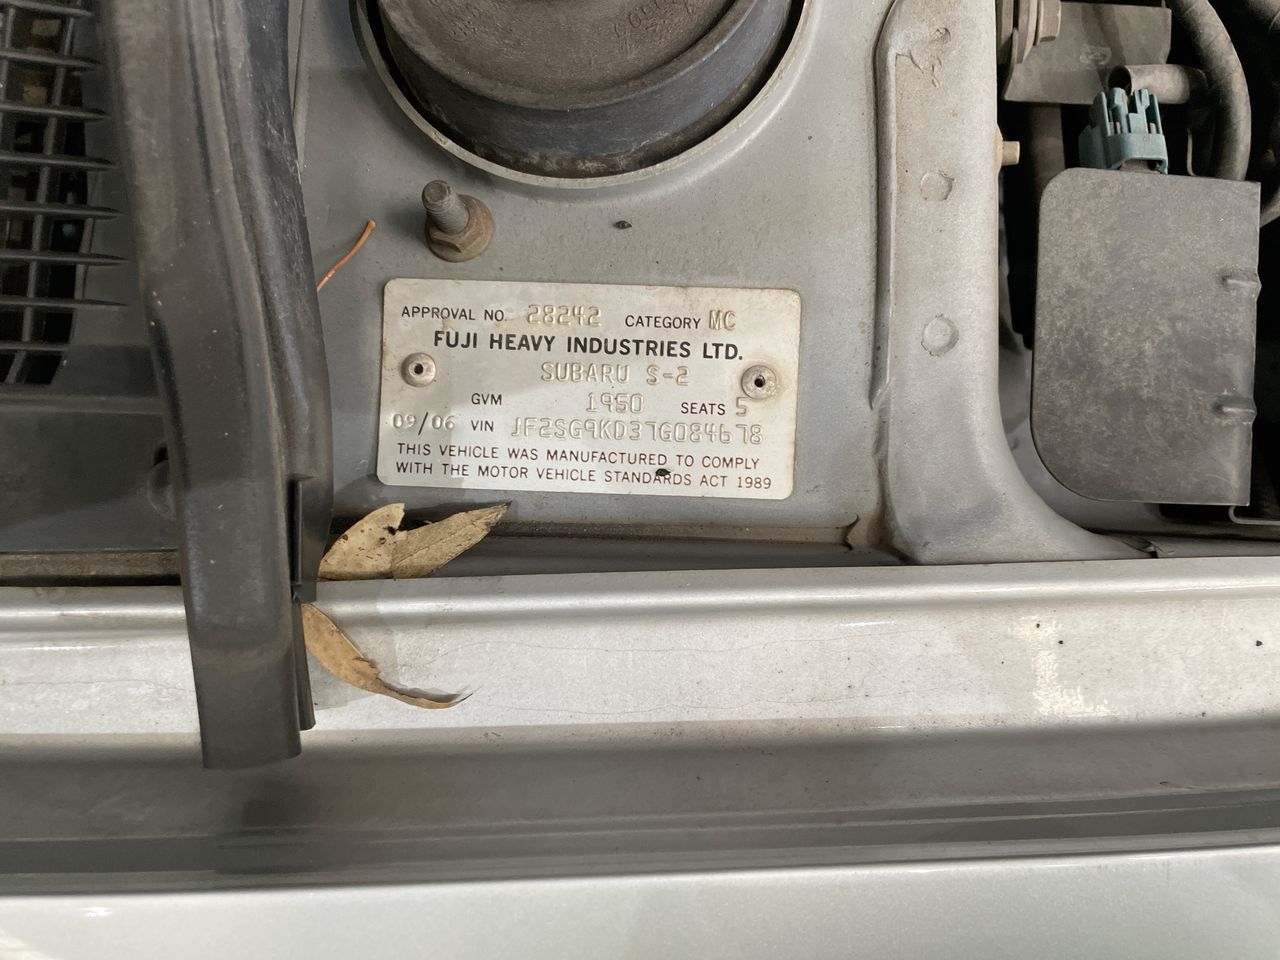 APPROVAL NO. 28242 CATEGORY MC
FUJI HEAVY INDUSTRIES LTD.
SUBARU S-2
GVM 1950 SEATS 5
09/06 VIN JF2SG9KD37G084678
THIS VEHICLE WAS MANUFACTURED TO COMPLY
WITH THE MOTOR VEHICLE STANDARDS ACT 1989